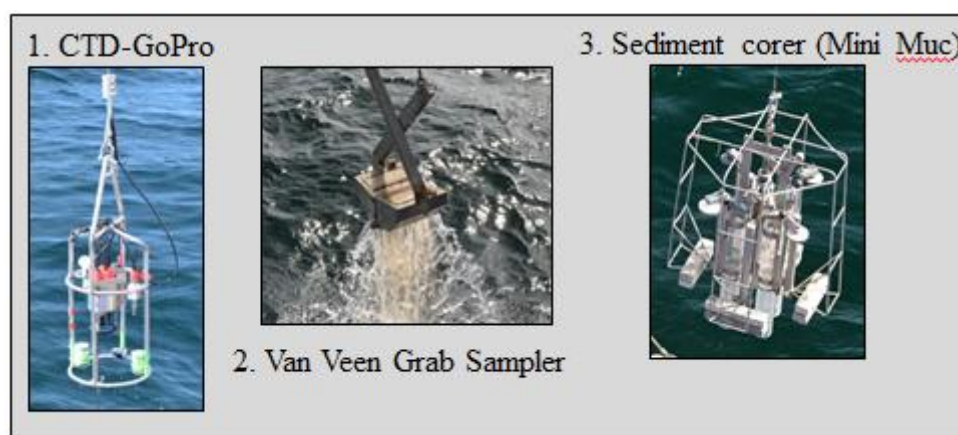 1. CTD-GoPro
3. Sediment corer (Mini Muc)
2. Van Veen Grab Sampler